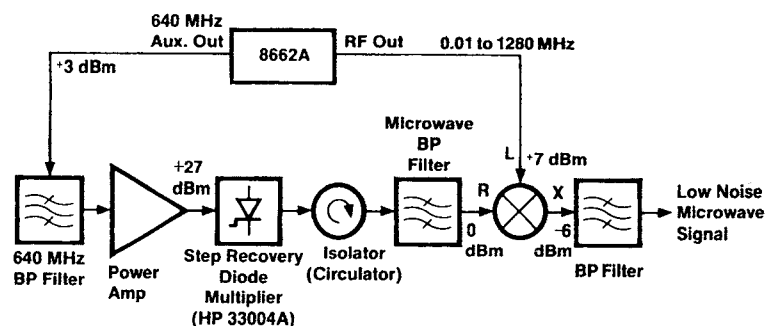 640 MHz
Aux. Out
8662A
RF Out
0.01 to 1280 MHz
+3 dBm
Microwave
BP
Filter
L
+7 dBm
+27
dBm
R
X
0
dBm
-6
dBm
Low Noise
Microwave
Signal
640 MHz
BP Filter
Power
Amp
Step Recovery
Diode
Multiplier
(HP 33004A)
Isolator
(Circulator)
BP Filter